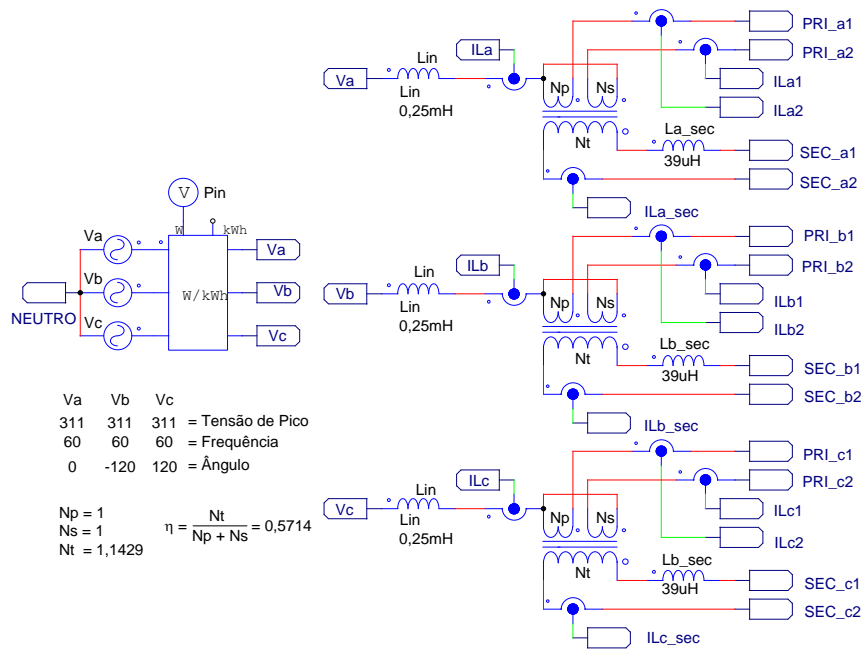 V Pin
W kWh
Va
Vb
Vc
W/kWh
Va
Vb
Vc
NEUTRO
Va Vb Vc
311 311 311 = Tensão de Pico
60 60 60 = Frequência
0 -120 120 = Ângulo
Np = 1
Ns = 1
Nt = 1,1429
η = Nt / (Np + Ns) = 0,5714
Va
Lin
Lin
0,25mH
ILa
Np Ns
Nt
PRI_a1
PRI_a2
ILa1
ILa2
La_sec
39uH
SEC_a1
SEC_a2
ILa_sec
Vb
Lin
Lin
0,25mH
ILb
Np Ns
Nt
PRI_b1
PRI_b2
ILb1
ILb2
Lb_sec
39uH
SEC_b1
SEC_b2
ILb_sec
Vc
Lin
Lin
0,25mH
ILc
Np Ns
Nt
PRI_c1
PRI_c2
ILc1
ILc2
Lb_sec
39uH
SEC_c1
SEC_c2
ILc_sec